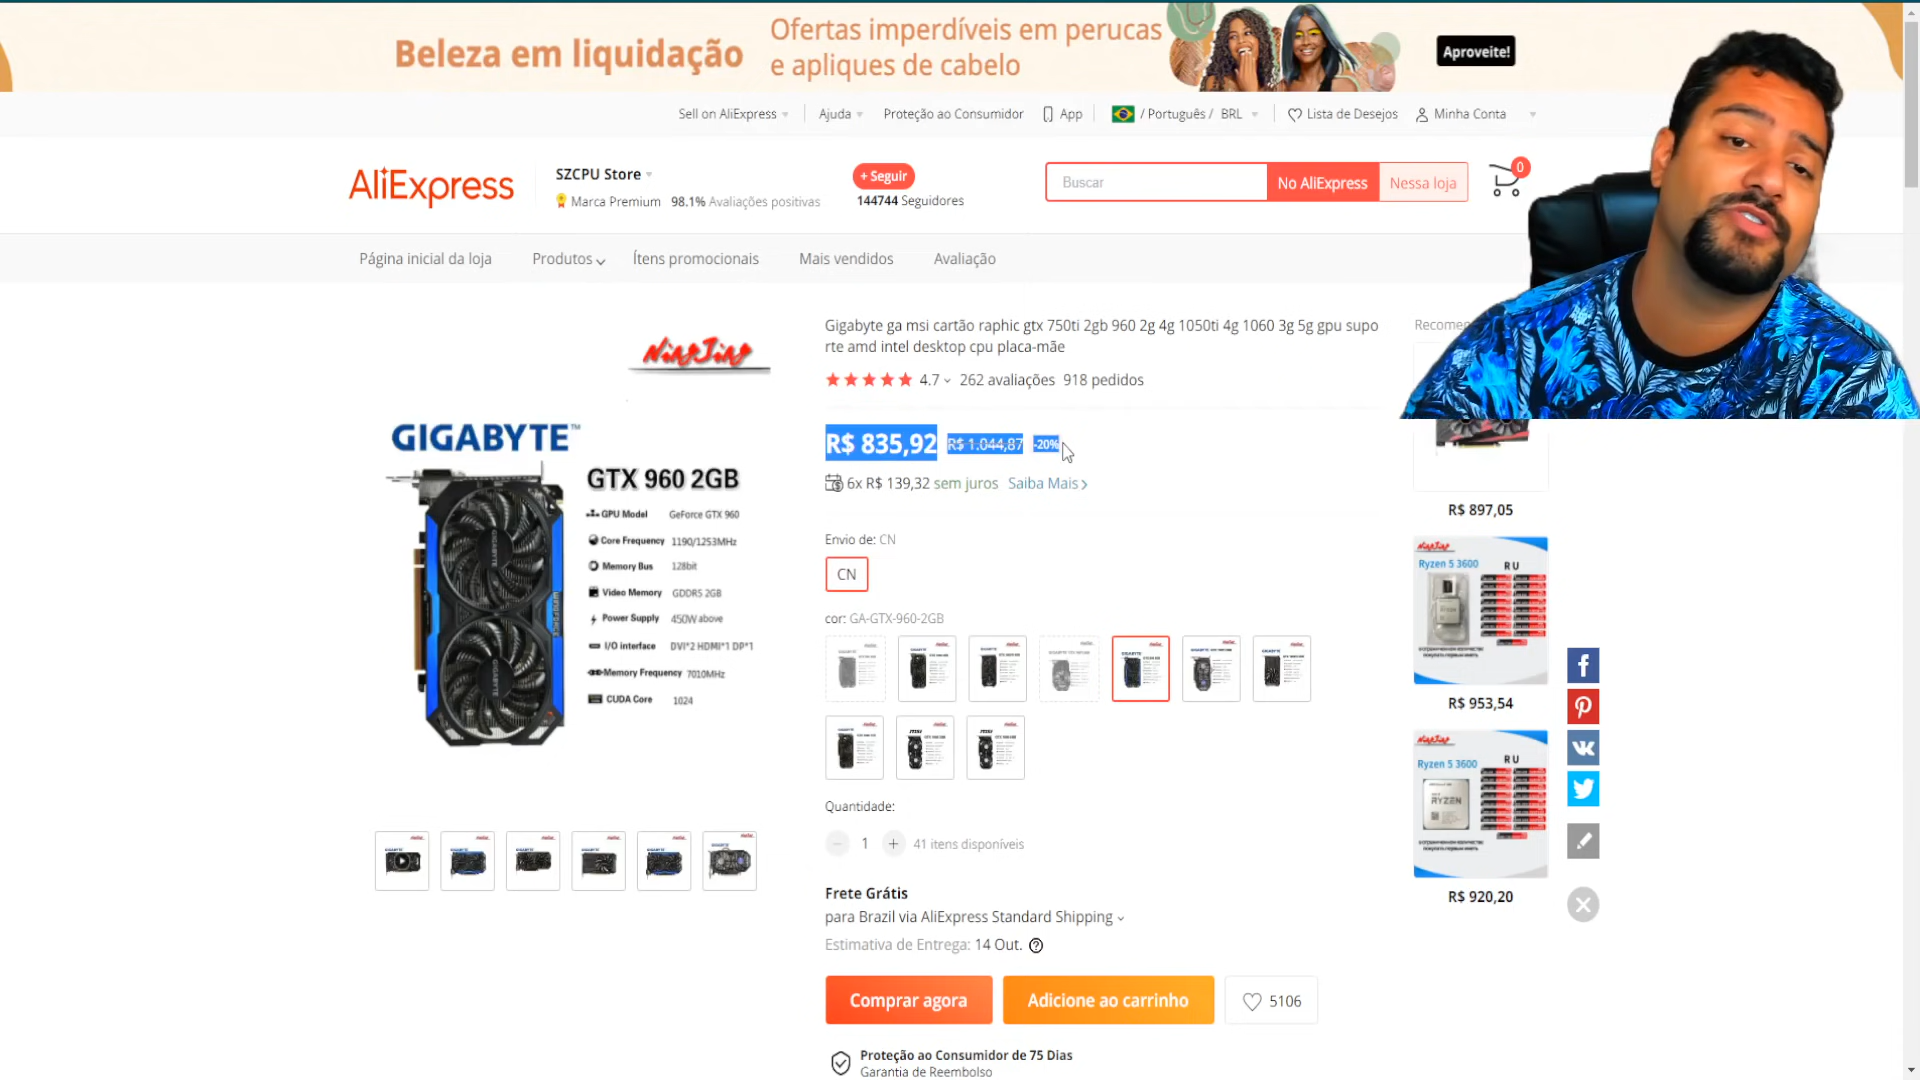 Beleza em liquidação
Ofertas imperdíveis em perucas
e apliques de cabelo
Aproveite!
Sell on AliExpress
Ajuda
Proteção ao Consumidor
App
/ Português / BRL
Lista de Desejos
Minha Conta
AliExpress
SZCPU Store
Marca Premium 98.1% Avaliações positivas
+ Seguir
144744 Seguidores
Buscar
No AliExpress
Nessa loja
0
Página inicial da loja
Produtos
Ítens promocionais
Mais vendidos
Avaliação
NingJing
GIGABYTE™
GTX 960 2GB
GPU Model GeForce GTX 960
Core Frequency 1190/1253MHz
Memory Bus 128bit
Video Memory GDDR5 2GB
Power Supply 450W above
I/O interface DVI*2 HDMI*1 DP*1
Memory Frequency 7010MHz
CUDA Core 1024
Gigabyte ga msi cartão raphic gtx 750ti 2gb 960 2g 4g 1050ti 4g 1060 3g 5g gpu supo
rte amd intel desktop cpu placa-mãe
4.7 262 avaliações 918 pedidos
R$ 835,92 R$ 1.044,87 -20%
6x R$ 139,32 sem juros Saiba Mais
Envio de: CN
CN
cor: GA-GTX-960-2GB
Quantidade:
1
41 itens disponíveis
Frete Grátis
para Brazil via AliExpress Standard Shipping
Estimativa de Entrega: 14 Out.
Comprar agora
Adicione ao carrinho
5106
Proteção ao Consumidor de 75 Dias
Garantia de Reembolso
R$ 897,05
NingJing
Ryzen 5 3600
R U
R$ 953,54
NingJing
Ryzen 5 3600
R U
RYZEN
R$ 920,20